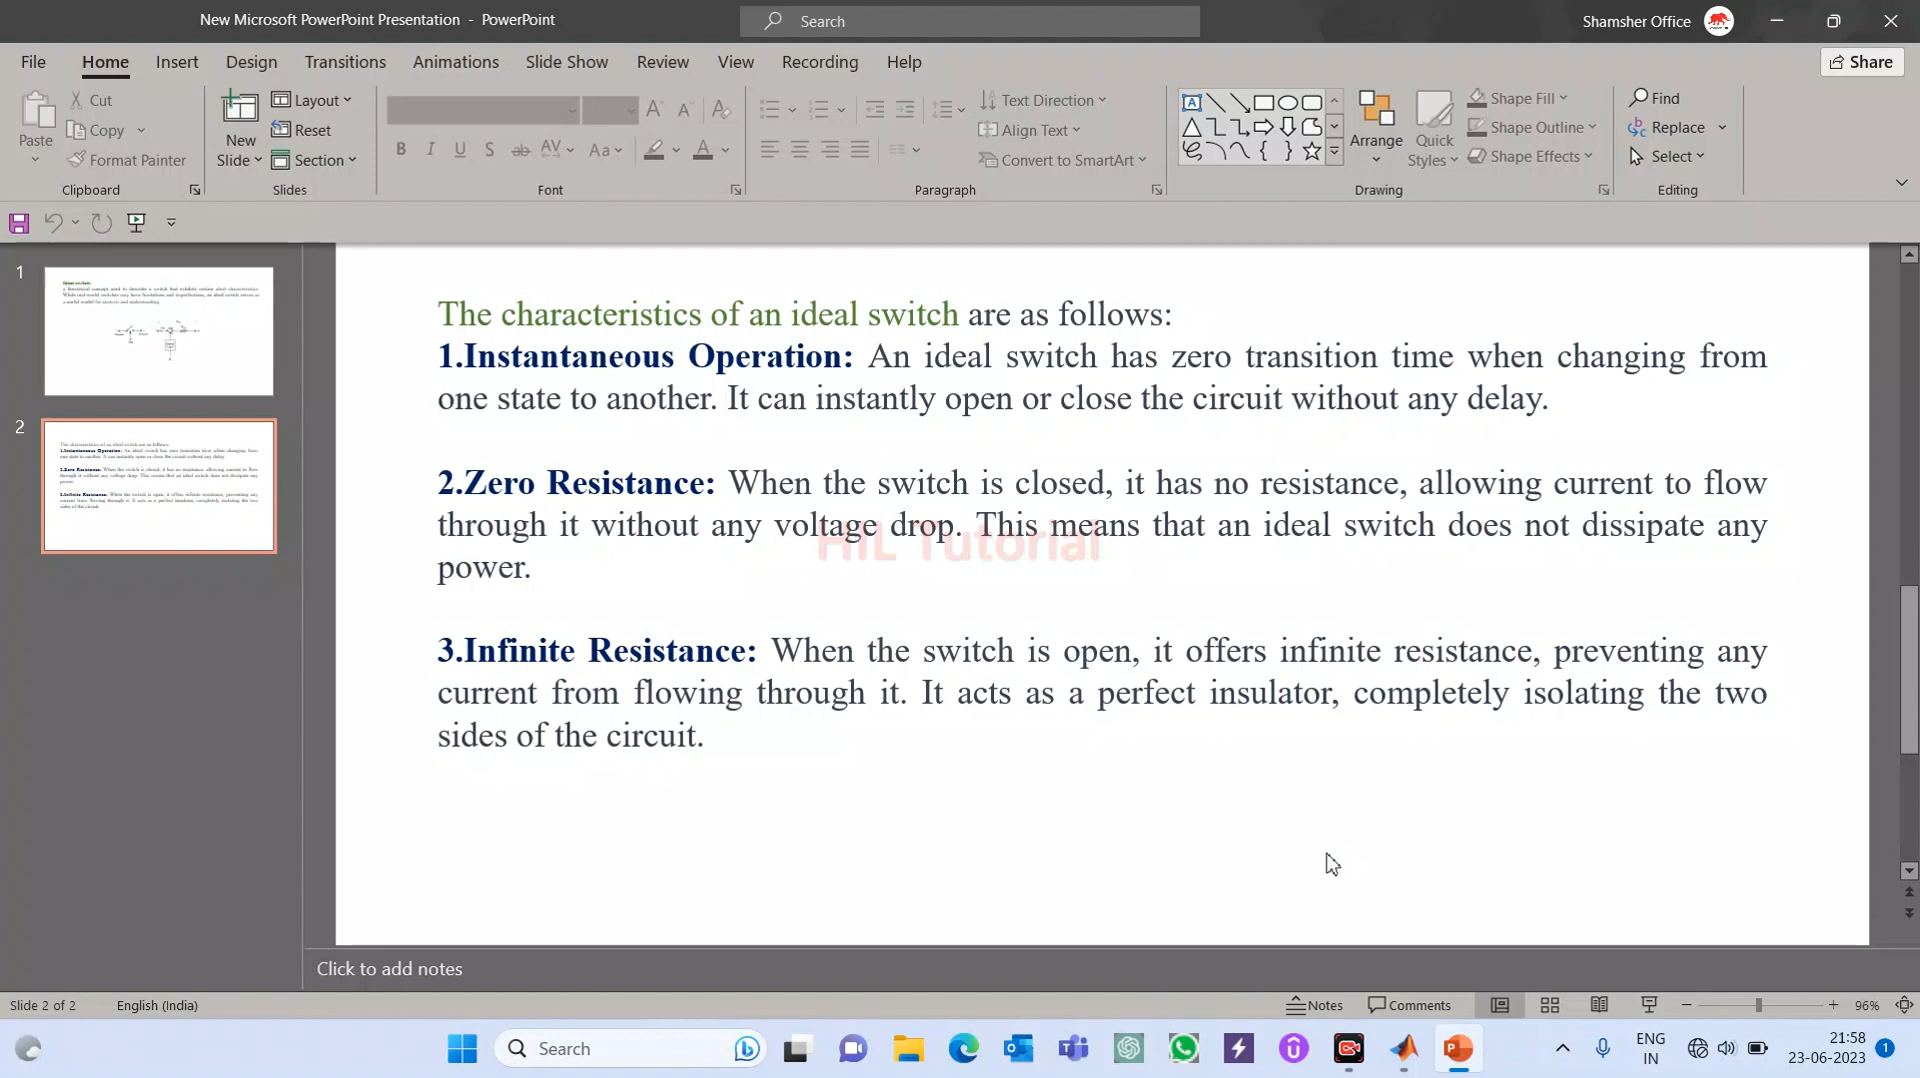 New Microsoft PowerPoint Presentation - PowerPoint
Search
Shamsher Office
File Home Insert Design Transitions Animations Slide Show Review View Recording Help
Share
Paste
Cut
Copy
Format Painter
Clipboard
New
Slide
Layout
Reset
Section
Slides
B I U S ab AV Aa A
Font
Text Direction
Align Text
Convert to SmartArt
Paragraph
Arrange
Quick
Styles
Shape Fill
Shape Outline
Shape Effects
Drawing
Find
Replace
Select
Editing
1
2
The characteristics of an ideal switch are as follows:
1.Instantaneous Operation: An ideal switch has zero transition time when changing from
one state to another. It can instantly open or close the circuit without any delay.
2.Zero Resistance: When the switch is closed, it has no resistance, allowing current to flow
through it without any voltage drop. This means that an ideal switch does not dissipate any
power.
HIL Tutorial
3.Infinite Resistance: When the switch is open, it offers infinite resistance, preventing any
current from flowing through it. It acts as a perfect insulator, completely isolating the two
sides of the circuit.
Click to add notes
Slide 2 of 2
English (India)
Notes
Comments
96%
Search
ENG
IN
21:58
23-06-2023
1